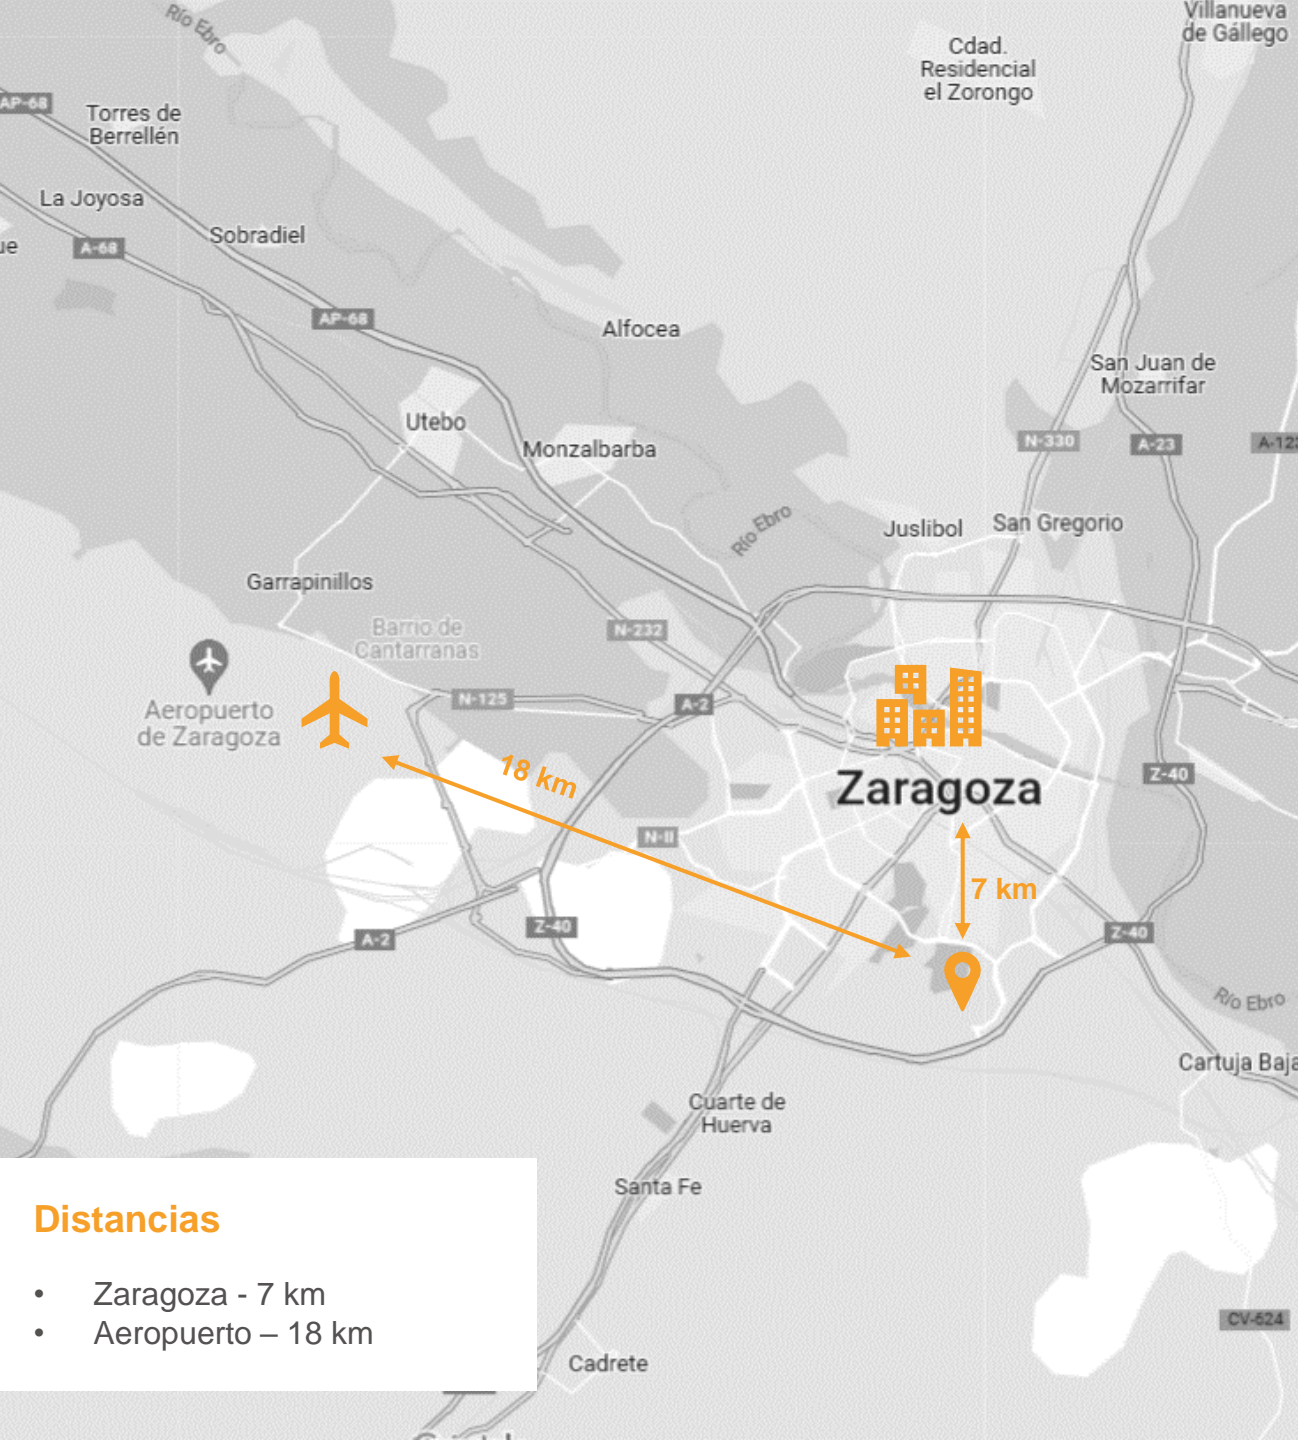 Río Ebro
Villanueva
de Gállego
Cdad.
Residencial
el Zorongo
AP-68
Torres de
Berrellén
La Joyosa
Sobradiel
A-68
AP-68
Alfocea
San Juan de
Mozarrifar
Utebo
Monzalbarba
N-330
A-23
Río Ebro
Juslibol
San Gregorio
Garrapinillos
Barrio de
Cantarranas
N-232
Aeropuerto
de Zaragoza
N-125
A-2
18 km
Zaragoza
Z-40
N-II
7 km
Z-40
A-2
Z-40
Río Ebro
Cartuja Baja
Cuarte de
Huerva
Santa Fe
Distancias
• Zaragoza - 7 km
• Aeropuerto – 18 km
CV-624
Cadrete